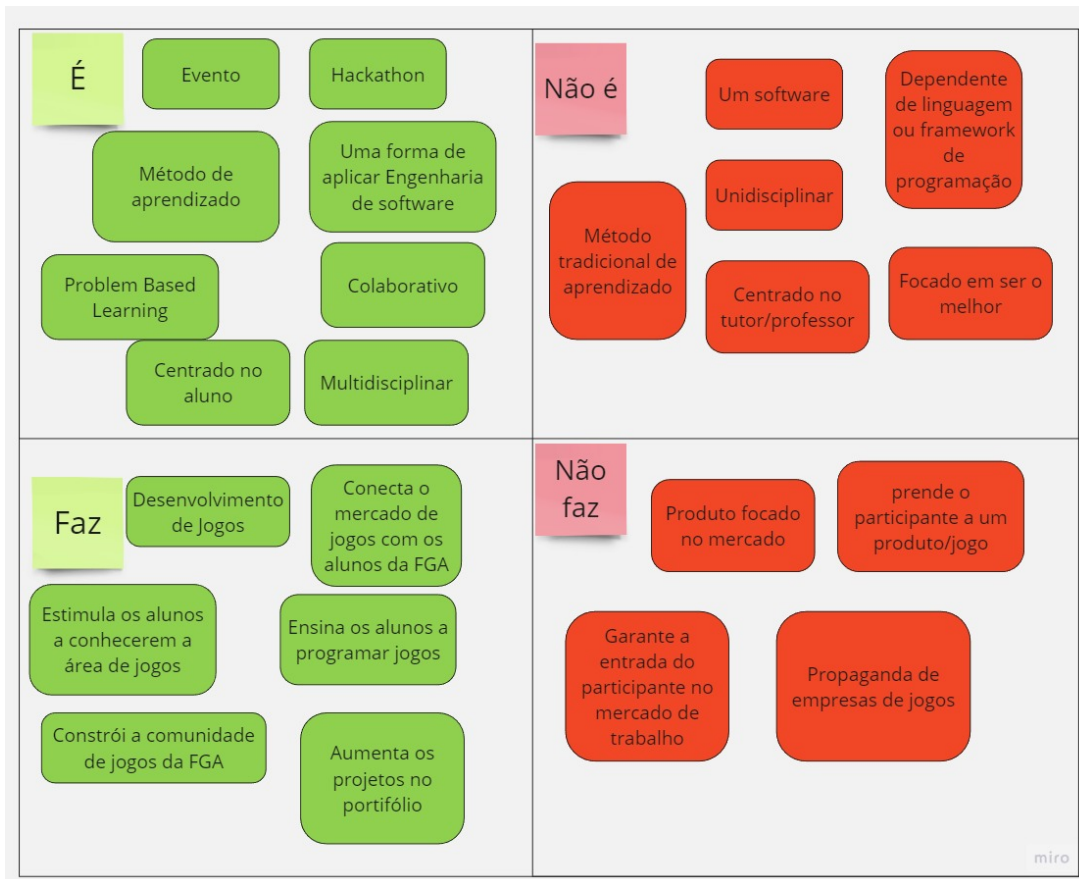 É
Evento
Hackathon
Método de
aprendizado
Uma forma de
aplicar Engenharia
de software
Problem Based
Learning
Colaborativo
Centrado no
aluno
Multidisciplinar
Não é
Um software
Dependente
de linguagem
ou framework
de
programação
Unidisciplinar
Método
tradicional de
aprendizado
Centrado no
tutor/professor
Focado em ser o
melhor
Faz
Desenvolvimento
de Jogos
Conecta o
mercado de
jogos com os
alunos da FGA
Estimula os alunos
a conhecerem a
área de jogos
Ensina os alunos a
programar jogos
Constrói a comunidade
de jogos da FGA
Aumenta os
projetos no
portifólio
Não
faz
Produto focado
no mercado
prende o
participante a um
produto/jogo
Garante a
entrada do
participante no
mercado de
trabalho
Propaganda de
empresas de jogos
miro